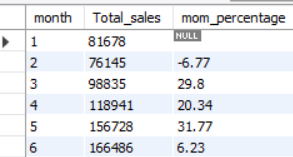 month Total_sales mom_percentage
1 81678 NULL
2 76145 -6.77
3 98835 29.8
4 118941 20.34
5 156728 31.77
6 166486 6.23